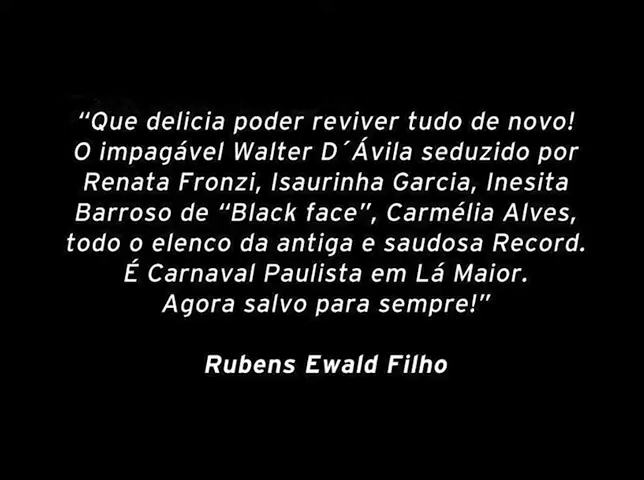 “Que delicia poder reviver tudo de novo!
O impagável Walter D´Ávila seduzido por
Renata Fronzi, Isaurinha Garcia, Inesita
Barroso de “Black face”, Carmélia Alves,
todo o elenco da antiga e saudosa Record.
É Carnaval Paulista em Lá Maior.
Agora salvo para sempre!”
Rubens Ewald Filho